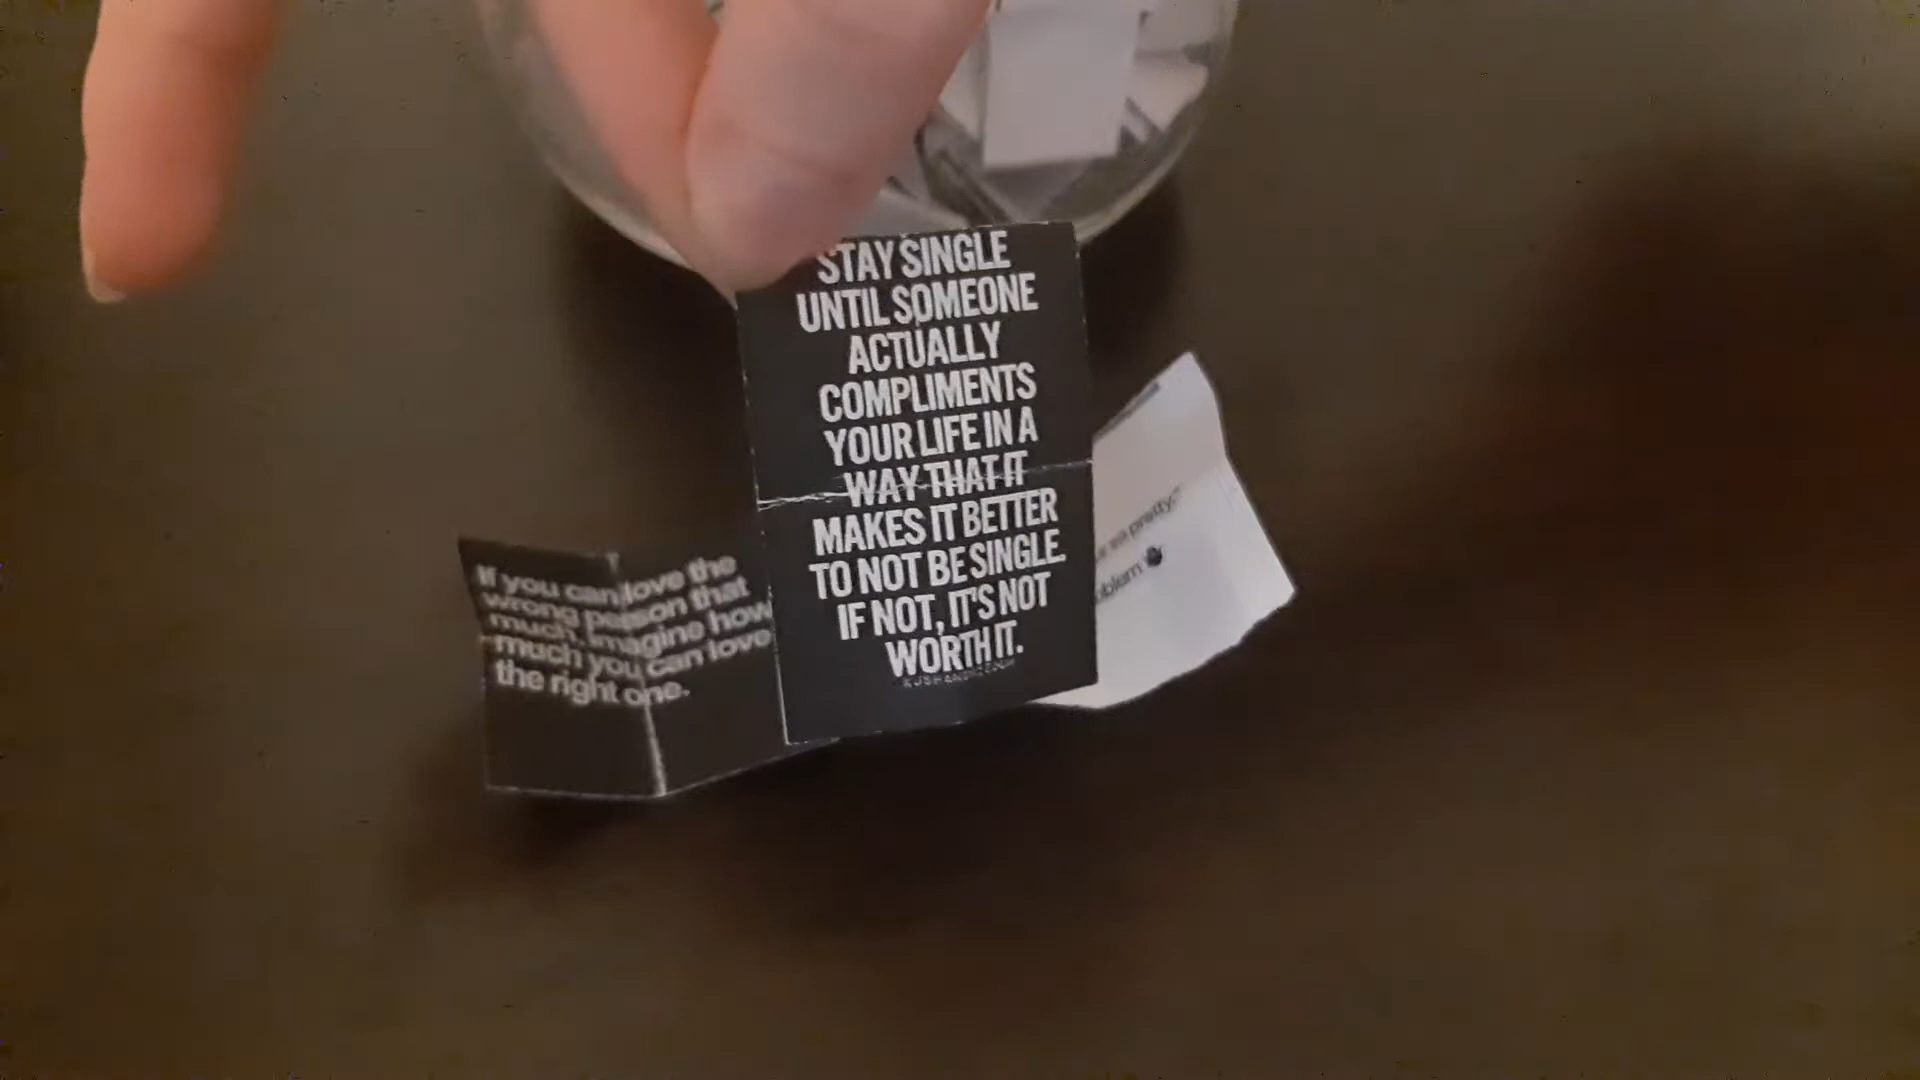 STAY SINGLE
UNTIL SOMEONE
ACTUALLY
COMPLIMENTS
YOUR LIFE IN A
WAY THAT IT
MAKES IT BETTER
TO NOT BE SINGLE.
IF NOT, IT'S NOT
WORTH IT.
If you can love the
wrong person that
much, imagine how
much you can love
the right one.
so pretty?